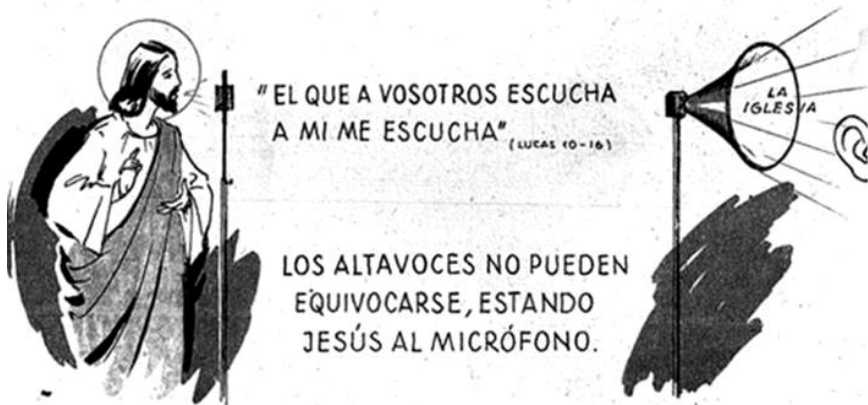 "EL QUE A VOSOTROS ESCUCHA
A MI ME ESCUCHA" (LUCAS 10-16)
LA
IGLESIA
LOS ALTAVOCES NO PUEDEN
EQUIVOCARSE, ESTANDO
JESÚS AL MICRÓFONO.